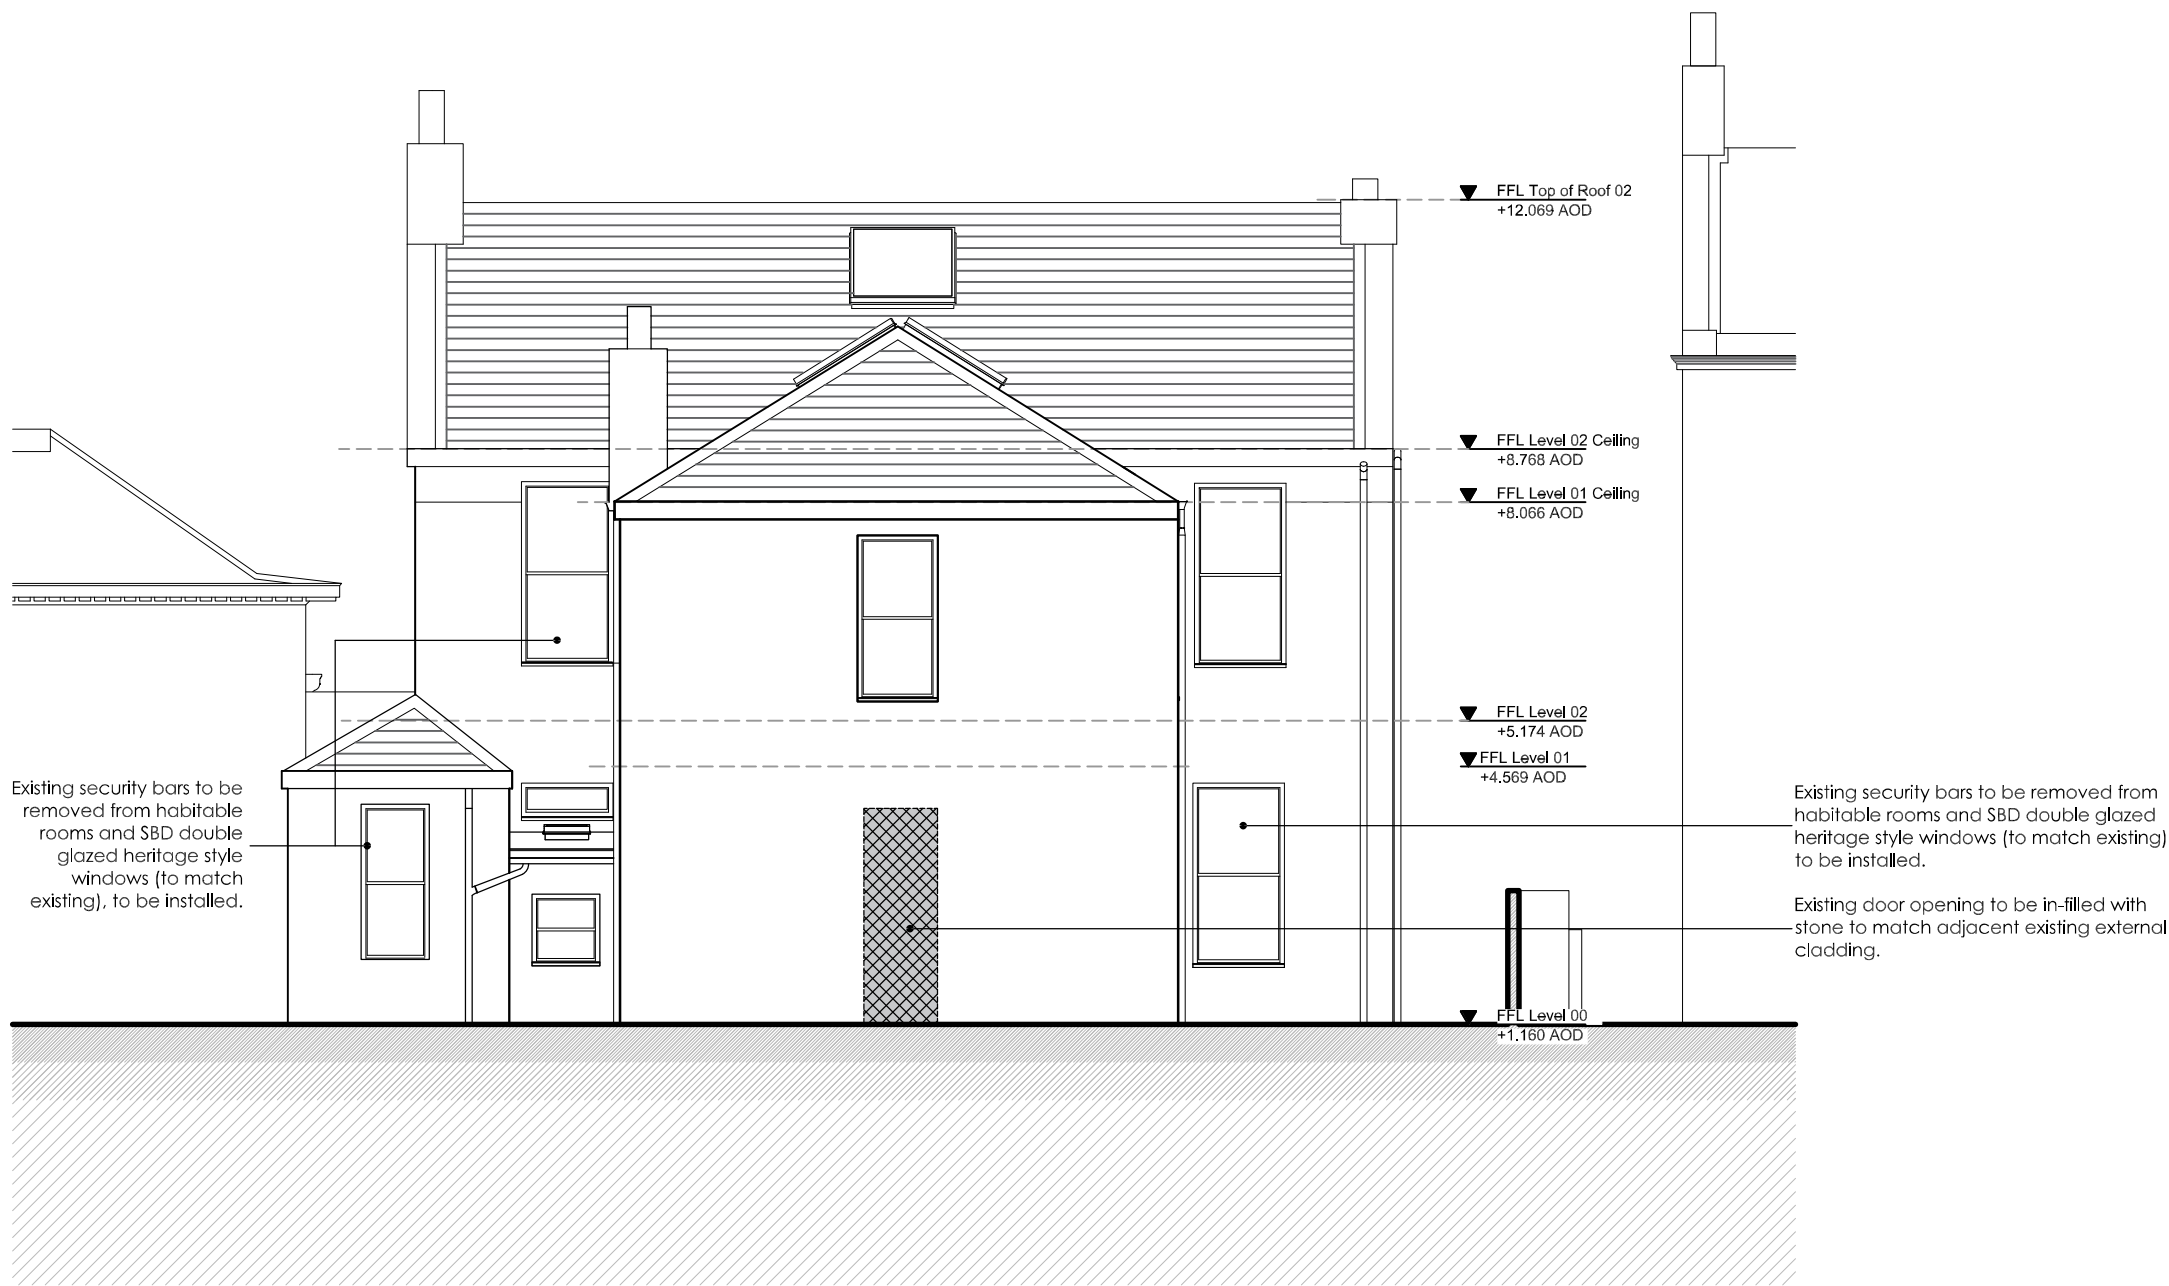 FFL Top of Roof 02
+12.069 AOD
FFL Level 02 Ceiling
+8.768 AOD
FFL Level 01 Ceiling
+8.066 AOD
FFL Level 02
+5.174 AOD
FFL Level 01
+4.569 AOD
Existing security bars to be
removed from habitable
rooms and SBD double
glazed heritage style
windows (to match
existing), to be installed.
Existing security bars to be removed from
habitable rooms and SBD double glazed
heritage style windows (to match existing)
to be installed.
Existing door opening to be in-filled with
stone to match adjacent existing external
cladding.
FFL Level 00
+1.160 AOD